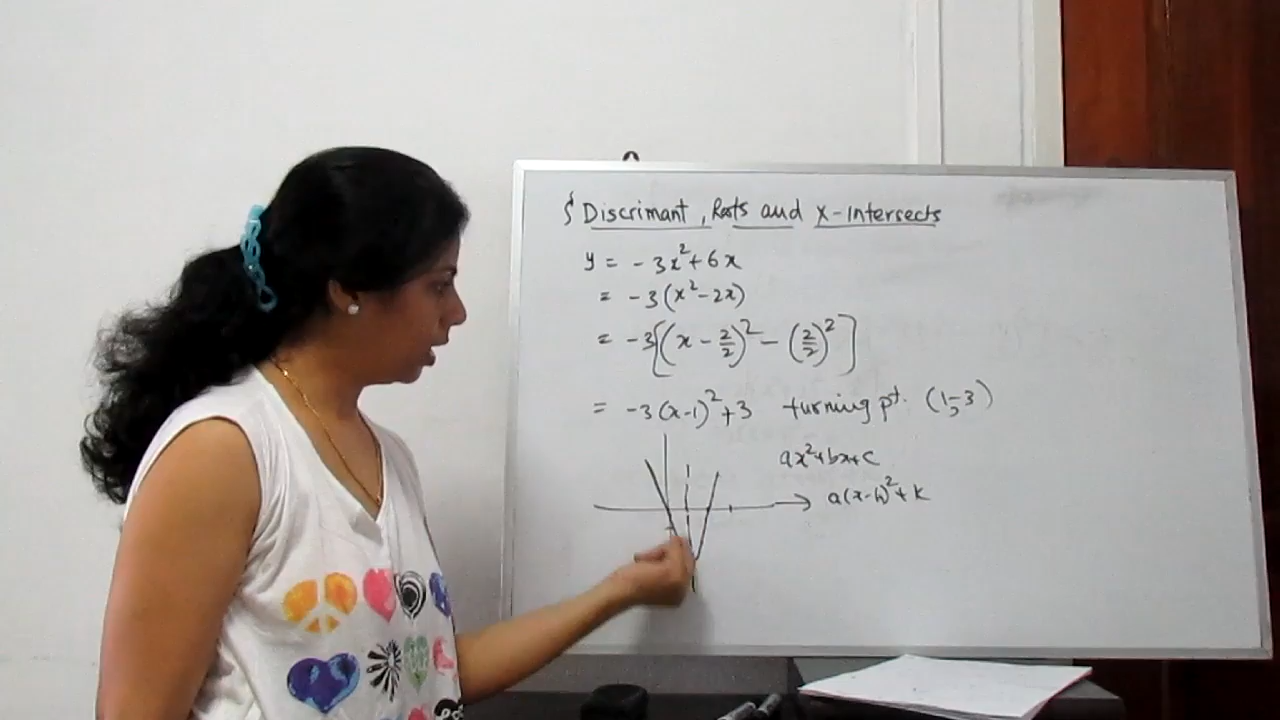 § Discrimant, Roots and X-Intersects
y = -3x²+6x
= -3(x²-2x)
= -3[(x - 2/2)² - (2/2)²]
= -3(x-1)²+3 turning pt. (1,-3)
ax²+bx+c
→ a(x-h)²+k